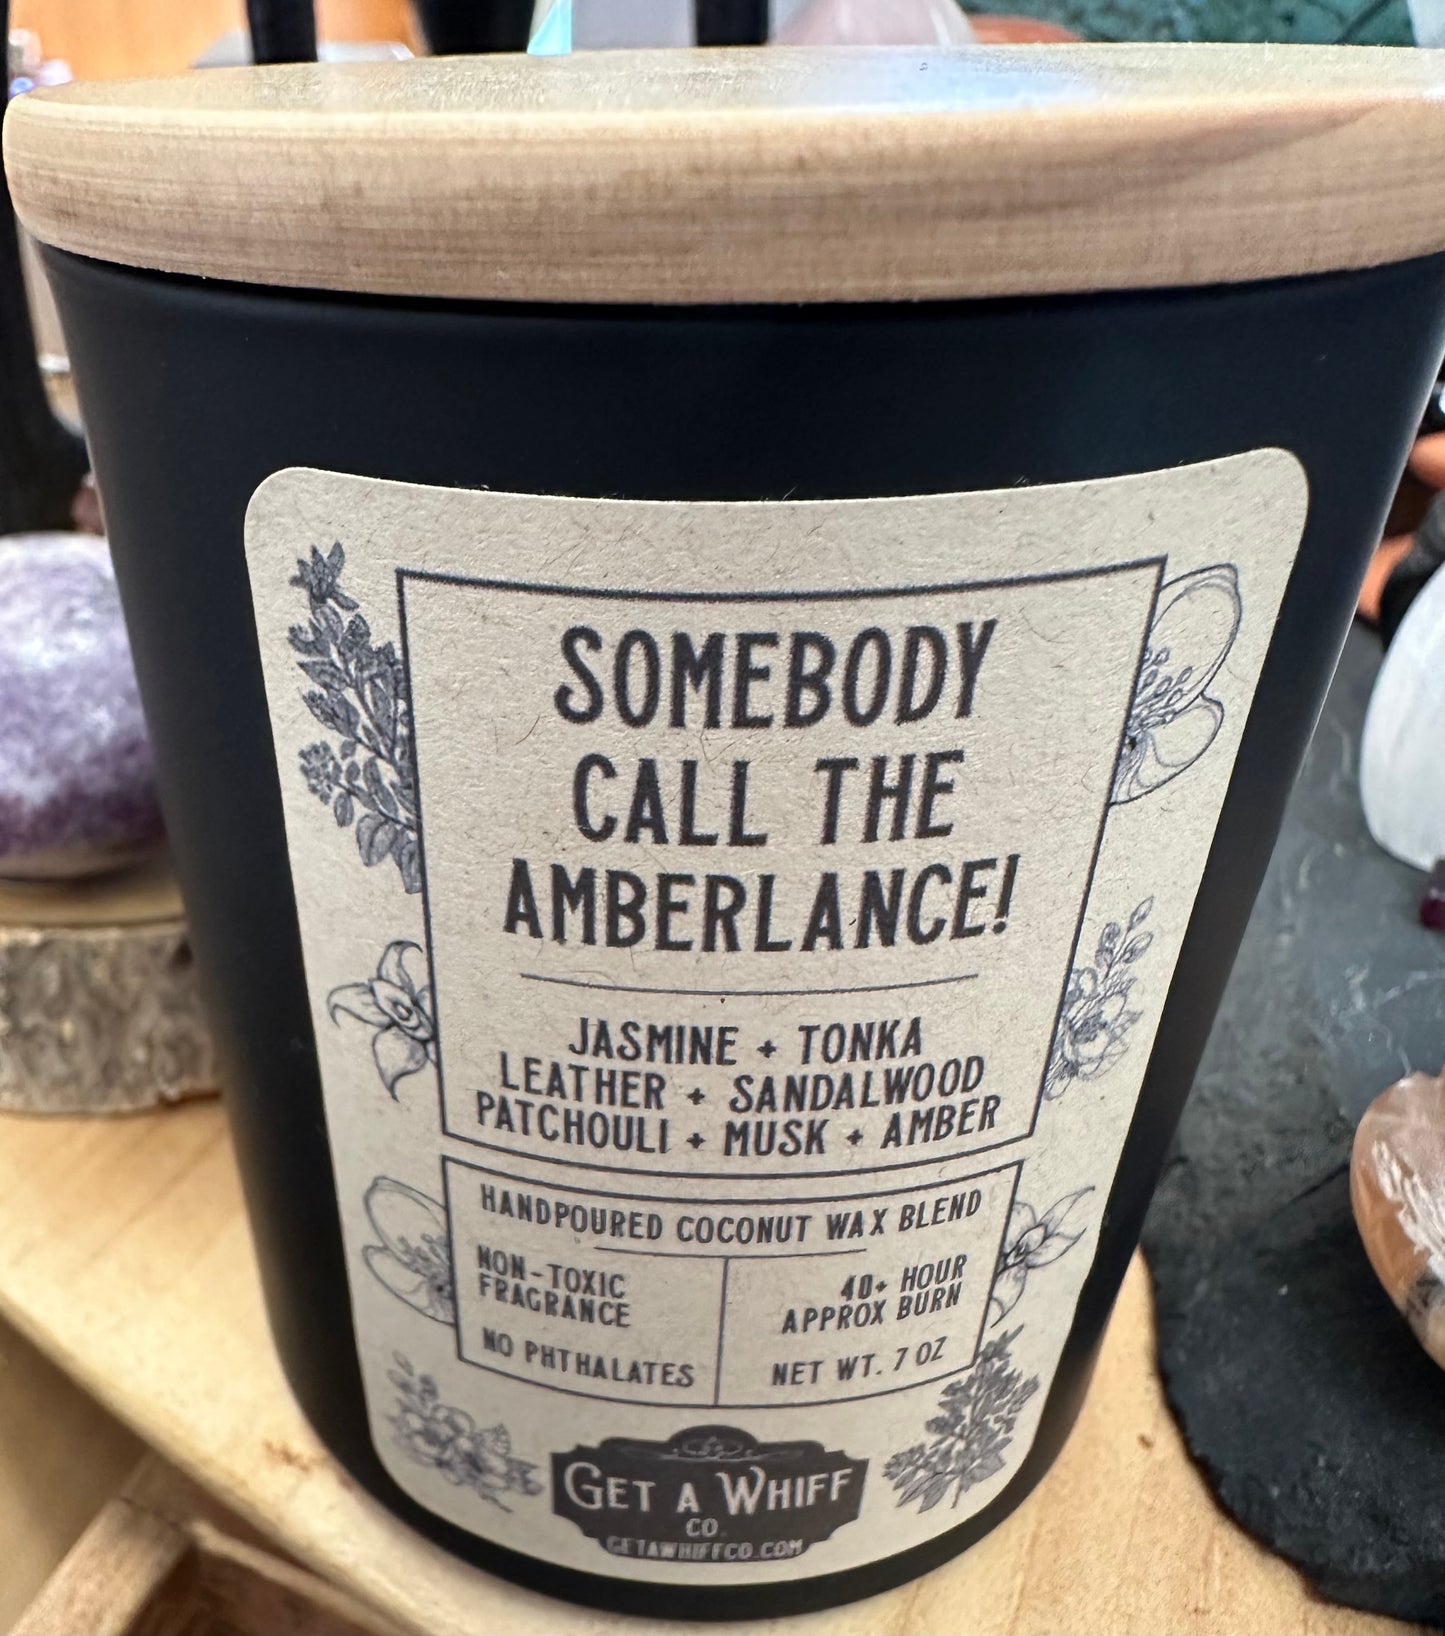 SOMEBODY
CALL THE
AMBERLANCE!
JASMINE + TONKA
LEATHER + SANDALWOOD
PATCHOULI + MUSK + AMBER
HANDPOURED COCONUT WAX BLEND
NON-TOXIC
FRAGRANCE
NO PHTHALATES
40+ HOUR
APPROX BURN
NET WT. 7 OZ
GET A WHIFF
CO.
GETAWHIFFCO.COM